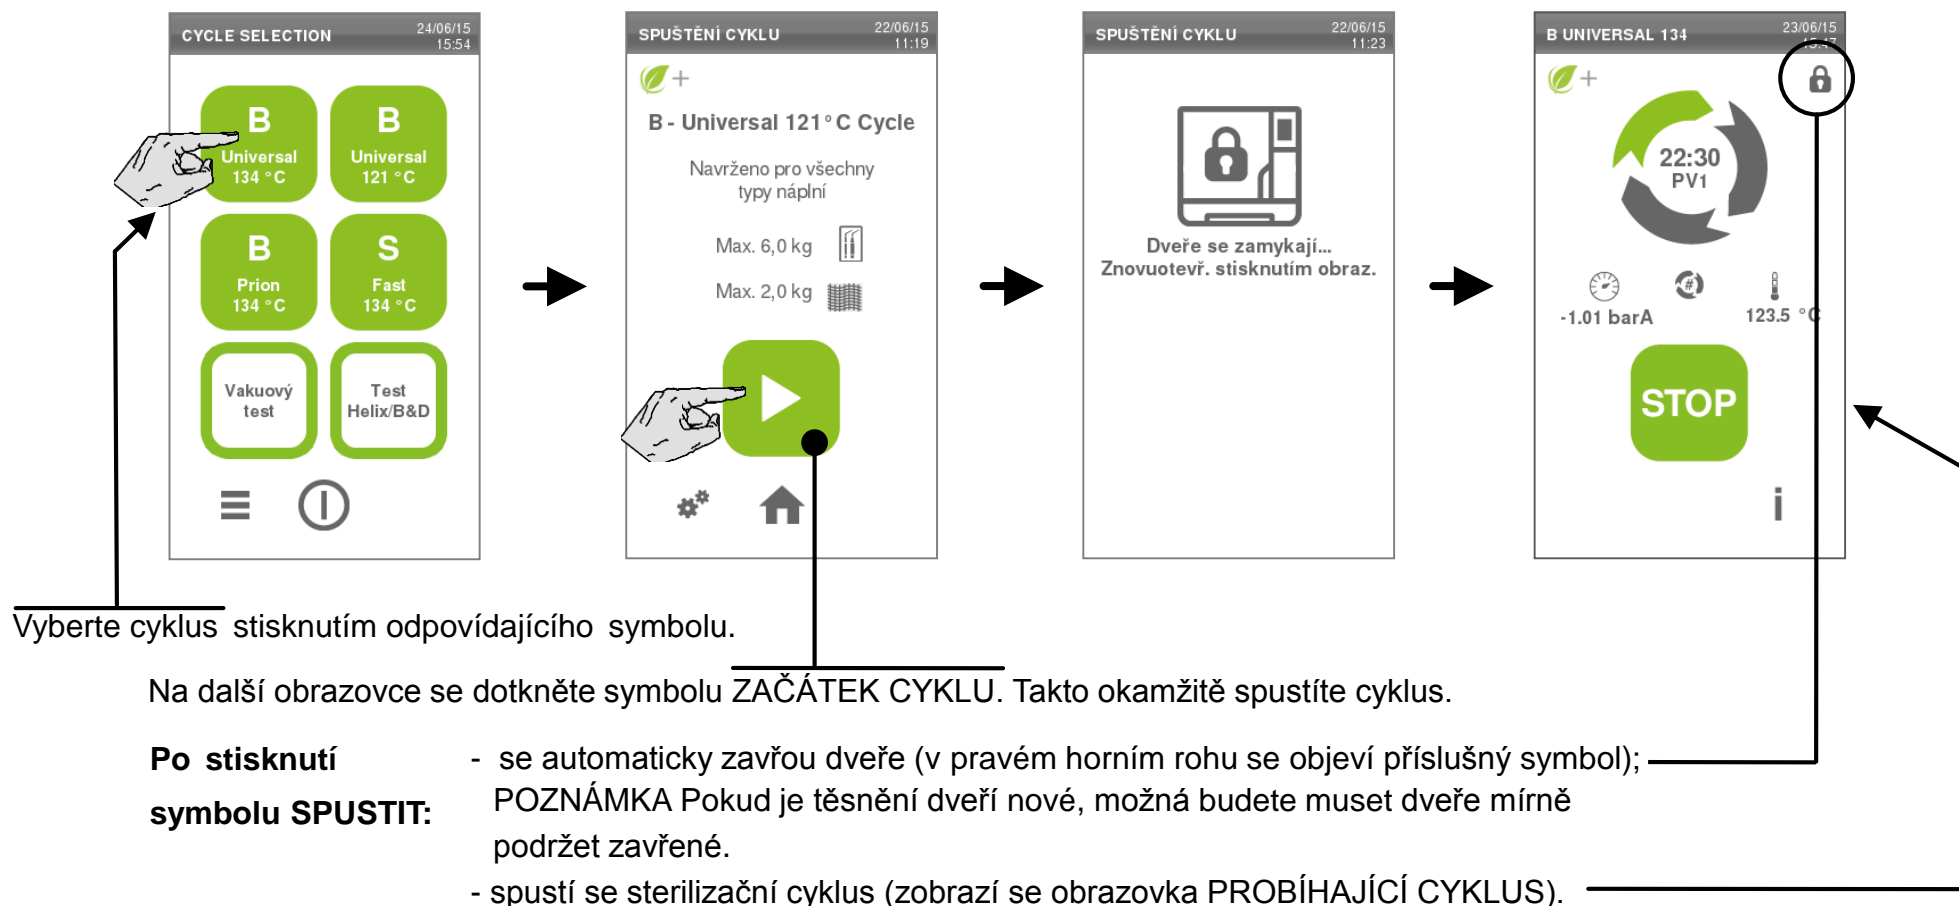 CYCLE SELECTION
24/06/15
15:54
B
Universal
134 °C
B
Universal
121 °C
B
Prion
134 °C
S
Fast
134 °C
Vakuový
test
Test
Helix/B&D
SPUŠTĚNÍ CYKLU
22/06/15
11:19
B - Universal 121°C Cycle
Navrženo pro všechny
typy náplní
Max. 6,0 kg
Max. 2,0 kg
SPUŠTĚNÍ CYKLU
22/06/15
11:23
Dveře se zamykají...
Znovuotevř. stisknutím obraz.
B UNIVERSAL 134
23/06/15
22:30
PV1
#
-1.01 barA
123.5 °C
STOP
i
Vyberte cyklus stisknutím odpovídajícího symbolu.
Na další obrazovce se dotkněte symbolu ZAČÁTEK CYKLU. Takto okamžitě spustíte cyklus.
Po stisknutí
symbolu SPUSTIT:
- se automaticky zavřou dveře (v pravém horním rohu se objeví příslušný symbol);
POZNÁMKA Pokud je těsnění dveří nové, možná budete muset dveře mírně
podržet zavřené.
- spustí se sterilizační cyklus (zobrazí se obrazovka PROBÍHAJÍCÍ CYKLUS).